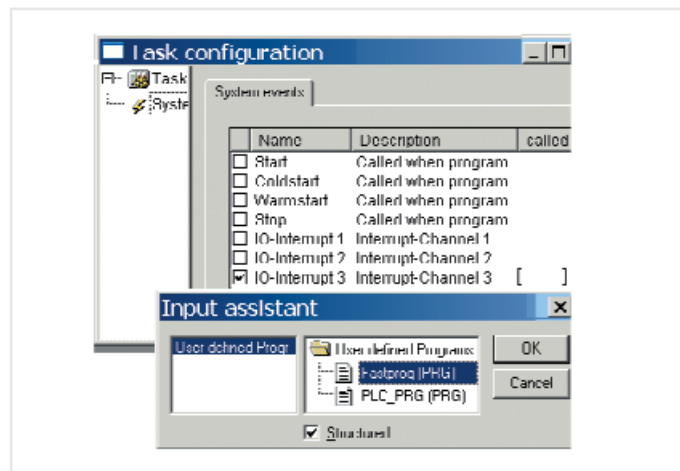 Task configuration
Task
Syste
System events
Name Description called
Start Called when program
Coldstart Called when program
Warmstart Called when program
Stop Called when program
IO-Interrupt 1 Interrupt-Channel 1
IO-Interrupt 2 Interrupt-Channel 2
IO-Interrupt 3 Interrupt-Channel 3 [ ]
Input assistant
User defined Progr
User defined Programs
Fastprog (PRG)
PLC_PRG (PRG)
OK
Cancel
Structured